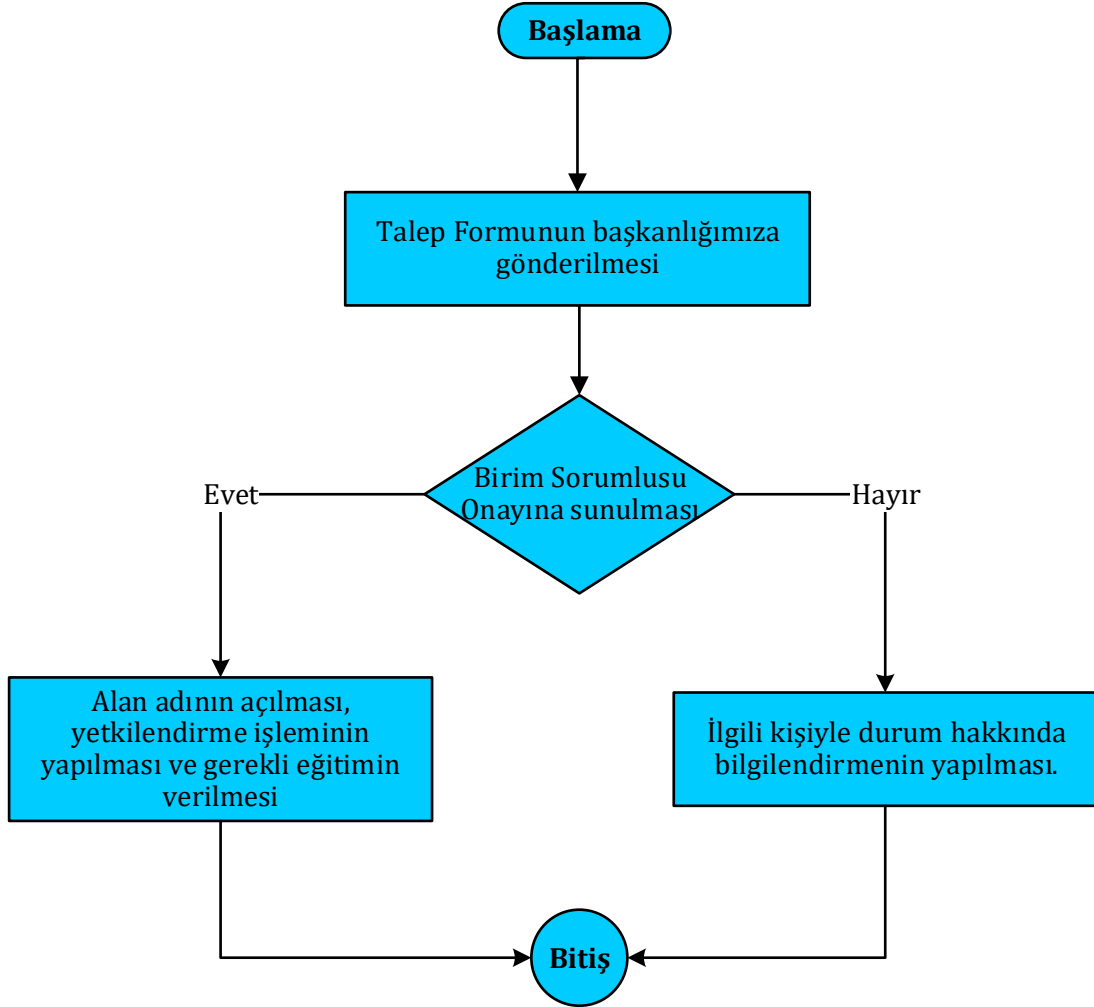 Başlama
Talep Formunun başkanlığımıza
gönderilmesi
Birim Sorumlusu
Onayına sunulması
Evet
Hayır
Alan adının açılması,
yetkilendirme işleminin
yapılması ve gerekli eğitimin
verilmesi
İlgili kişiyle durum hakkında
bilgilendirmenin yapılması.
Bitiş